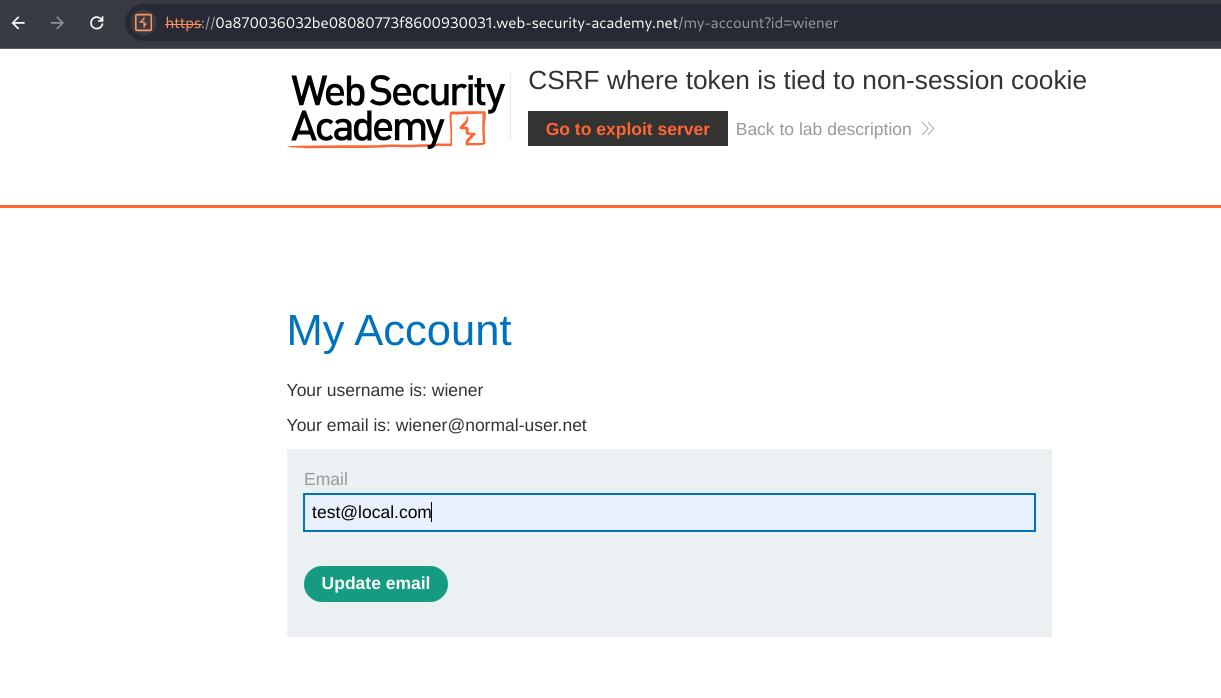 https://0a870036032be08080773f8600930031.web-security-academy.net/my-account?id=wiener
Web Security
Academy
CSRF where token is tied to non-session cookie
Go to exploit server
Back to lab description
My Account
Your username is: wiener
Your email is: wiener@normal-user.net
Email
test@local.com
Update email